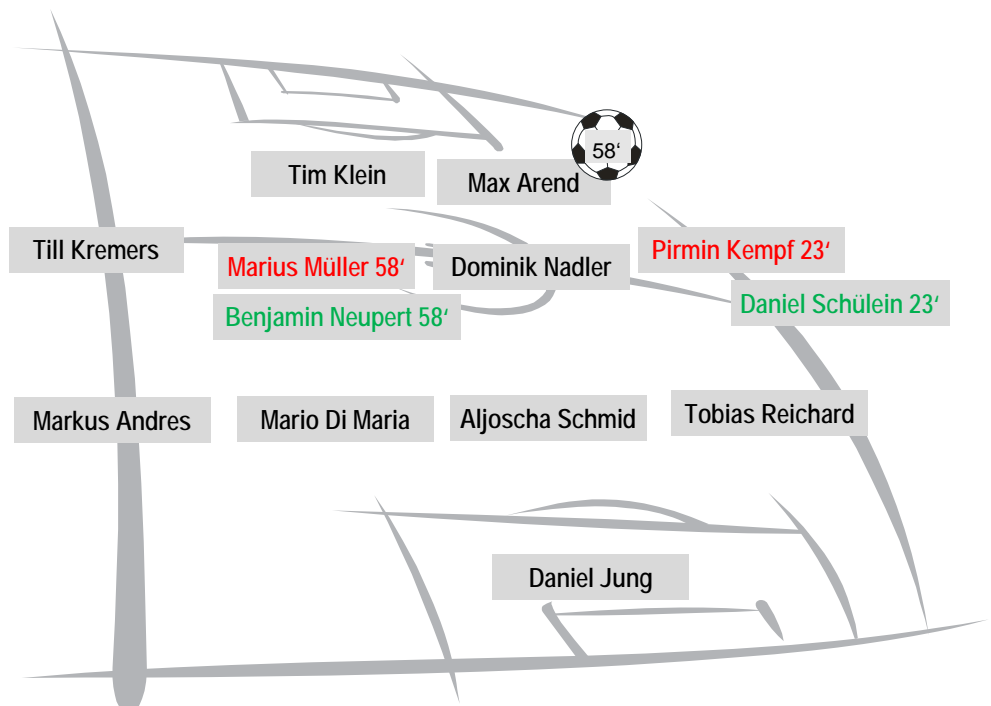 58‘
Tim Klein
Max Arend
Till Kremers
Marius Müller 58‘
Dominik Nadler
Pirmin Kempf 23‘
Benjamin Neupert 58‘
Daniel Schülein 23‘
Markus Andres
Mario Di Maria
Aljoscha Schmid
Tobias Reichard
Daniel Jung